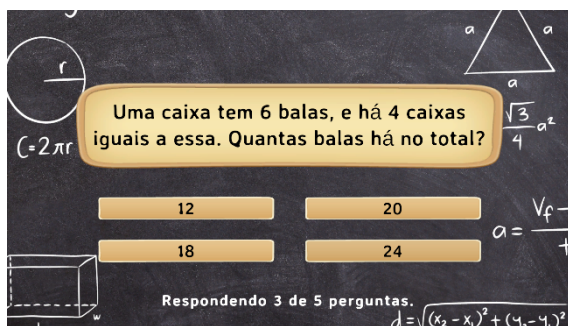 a
a
r
a
Uma caixa tem 6 balas, e há 4 caixas
iguais a essa. Quantas balas há no total?
C=2πr
√3
4
a²
12
20
18
24
a =
Vf -
t
w
Respondendo 3 de 5 perguntas.
d=√(x₂ - x₁)² + (y₂ - y₁)²